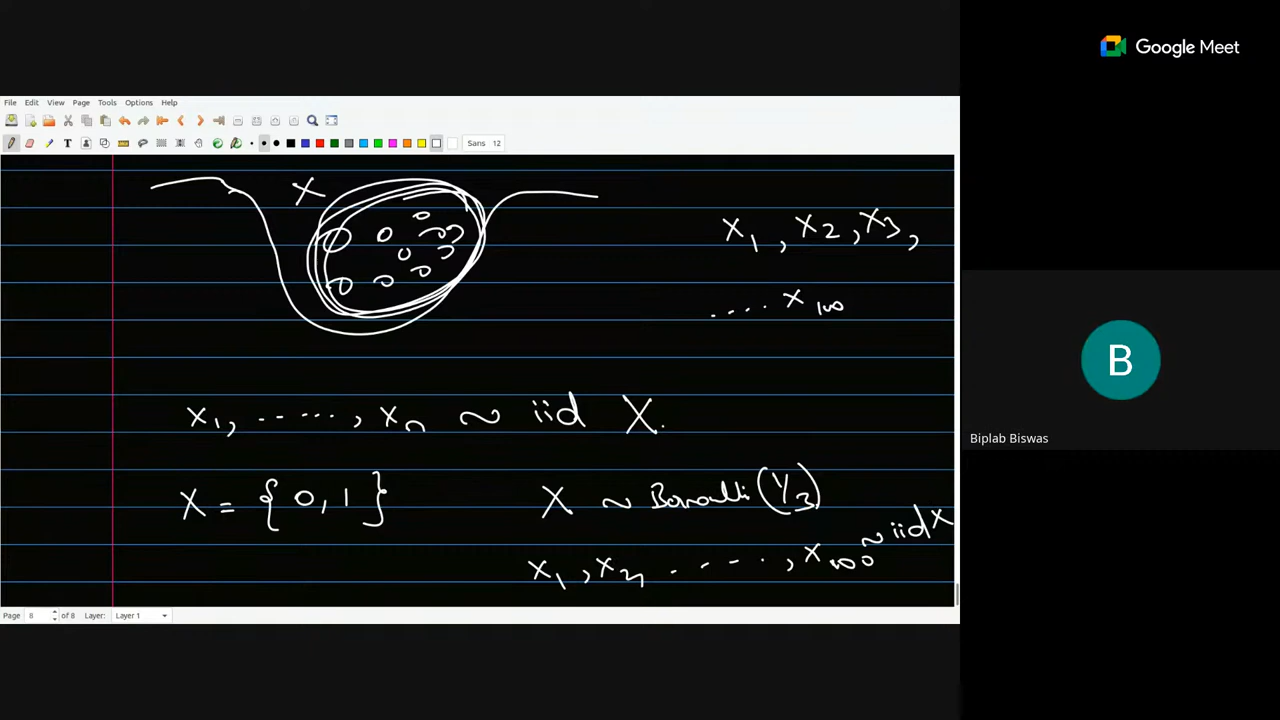 Google Meet
File Edit View Page Tools Options Help
Sans 12
X
x1, x2, x3,
.... x100
x1, ......, xn ~ iid X.
X = {0, 1}
X ~ Bernoulli (1/3)
x1, x2, ......, x100 ~ iid X
B
Biplab Biswas
Page 8 of 8 Layer: Layer 1